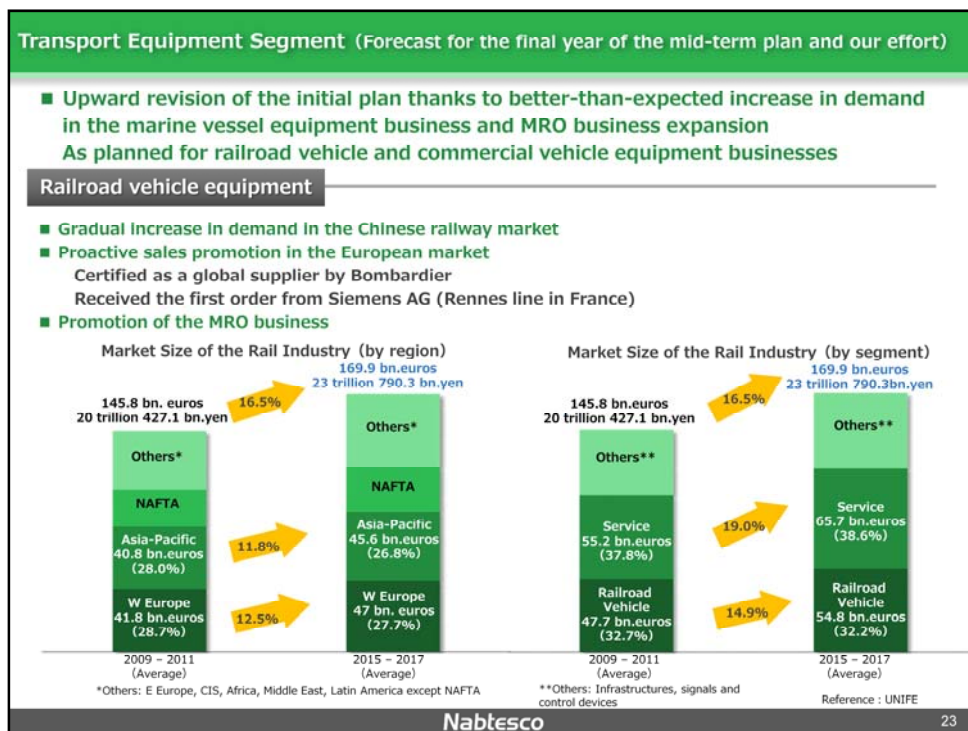 Transport Equipment Segment (Forecast for the final year of the mid-term plan and our effort)
■ Upward revision of the initial plan thanks to better-than-expected increase in demand
in the marine vessel equipment business and MRO business expansion
As planned for railroad vehicle and commercial vehicle equipment businesses
Railroad vehicle equipment
■ Gradual increase in demand in the Chinese railway market
■ Proactive sales promotion in the European market
Certified as a global supplier by Bombardier
Received the first order from Siemens AG (Rennes line in France)
■ Promotion of the MRO business
Market Size of the Rail Industry (by region)
169.9 bn.euros
23 trillion 790.3 bn.yen
145.8 bn. euros
20 trillion 427.1 bn.yen
16.5%
Others*
NAFTA
Asia-Pacific
40.8 bn.euros
(28.0%)
W Europe
41.8 bn.euros
(28.7%)
11.8%
12.5%
Others*
NAFTA
Asia-Pacific
45.6 bn.euros
(26.8%)
W Europe
47 bn. euros
(27.7%)
2009 – 2011
(Average)
2015 – 2017
(Average)
*Others: E Europe, CIS, Africa, Middle East, Latin America except NAFTA
Market Size of the Rail Industry (by segment)
169.9 bn.euros
23 trillion 790.3bn.yen
145.8 bn.euros
20 trillion 427.1 bn.yen
16.5%
Others**
Service
55.2 bn.euros
(37.8%)
Railroad
Vehicle
47.7 bn.euros
(32.7%)
19.0%
14.9%
Others**
Service
65.7 bn.euros
(38.6%)
Railroad
Vehicle
54.8 bn.euros
(32.2%)
2009 – 2011
(Average)
2015 – 2017
(Average)
**Others: Infrastructures, signals and
control devices
Reference : UNIFE
Nabtesco
23